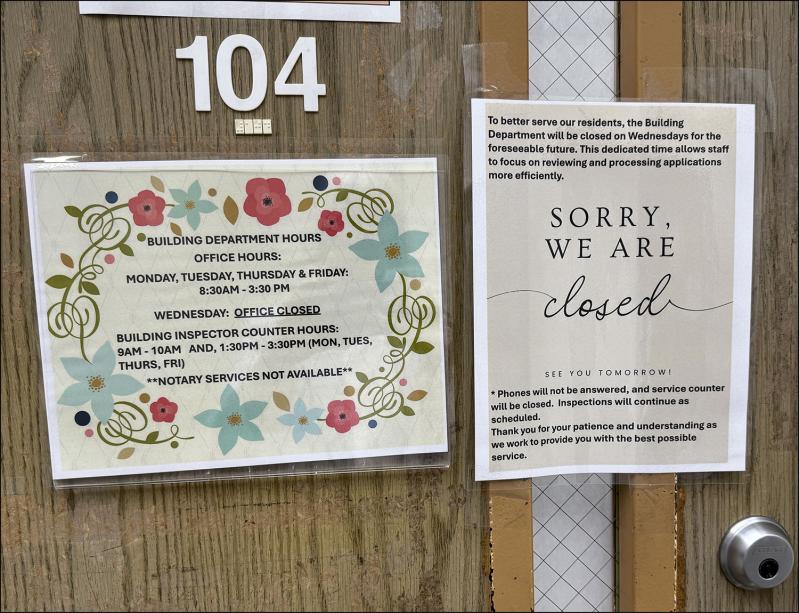 104
BUILDING DEPARTMENT HOURS
OFFICE HOURS:
MONDAY, TUESDAY, THURSDAY & FRIDAY:
8:30AM - 3:30 PM
WEDNESDAY: OFFICE CLOSED
BUILDING INSPECTOR COUNTER HOURS:
9AM - 10AM AND, 1:30PM - 3:30PM (MON, TUES,
THURS, FRI)
**NOTARY SERVICES NOT AVAILABLE**
To better serve our residents, the Building
Department will be closed on Wednesdays for the
foreseeable future. This dedicated time allows staff
to focus on reviewing and processing applications
more efficiently.
SORRY,
WE ARE
closed
SEE YOU TOMORROW!
* Phones will not be answered, and service counter
will be closed. Inspections will continue as
scheduled.
Thank you for your patience and understanding as
we work to provide you with the best possible
service.